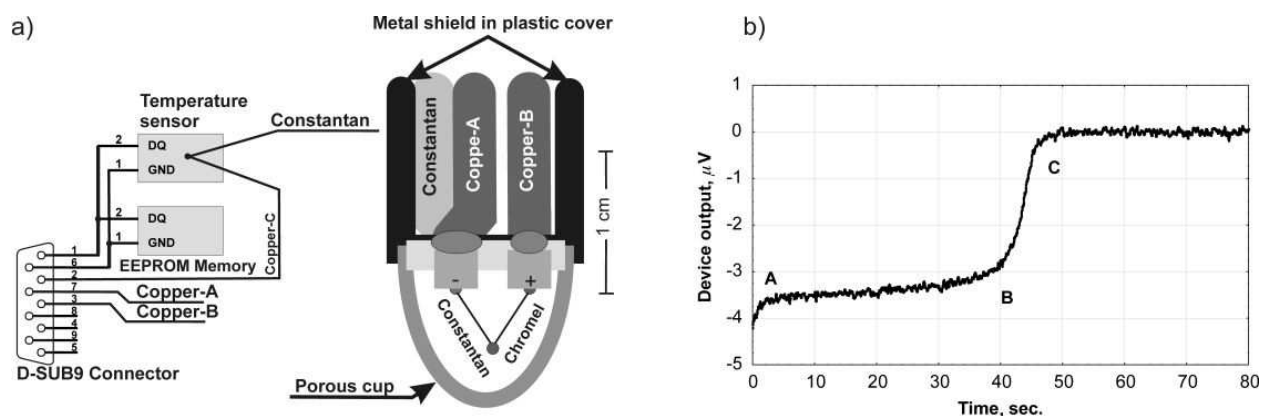 a)
Metal shield in plastic cover
Temperature
sensor
Constantan
2
DQ
1
GND
2
DQ
1
GND
EEPROM Memory
Copper-C
1
6
2
7
3
8
4
9
5
Copper-A
Copper-B
D-SUB9 Connector
Constantan
Coppe-A
Copper-B
1 cm
-
+
Constantan
Chromel
Porous cup
b)
Device output, μV
1
0
-1
-2
-3
-4
-5
A
B
C
0 10 20 30 40 50 60 70 80
Time, sec.